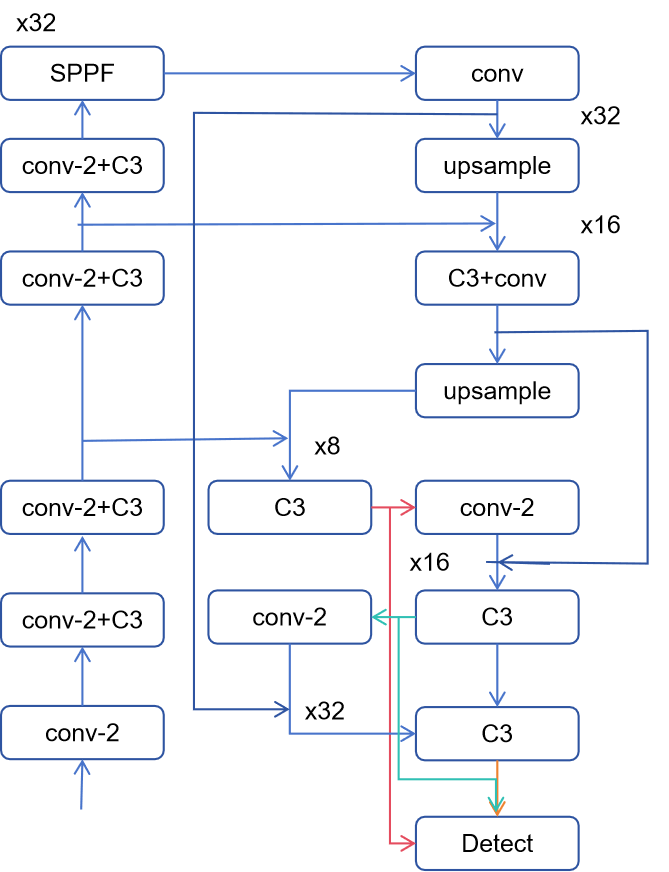 x32
SPPF
conv
x32
conv-2+C3
upsample
x16
conv-2+C3
C3+conv
upsample
x8
conv-2+C3
C3
conv-2
x16
conv-2+C3
conv-2
C3
x32
conv-2
C3
Detect